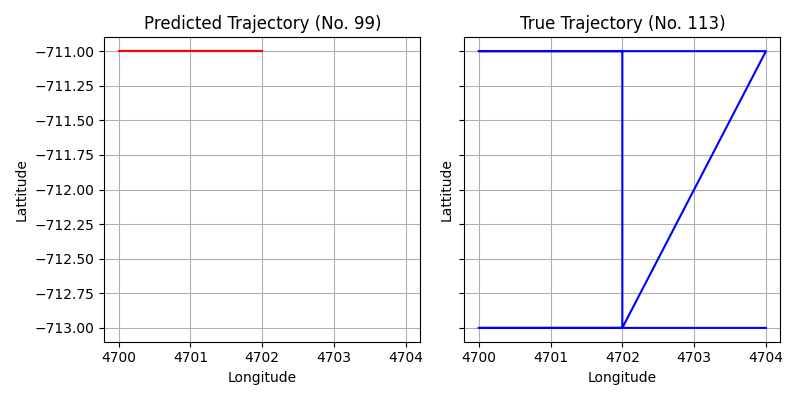 Predicted Trajectory (No. 99)
True Trajectory (No. 113)
Lattitude
−711.00
−711.25
−711.50
−711.75
−712.00
−712.25
−712.50
−712.75
−713.00
4700 4701 4702 4703 4704
Longitude
Lattitude
4700 4701 4702 4703 4704
Longitude